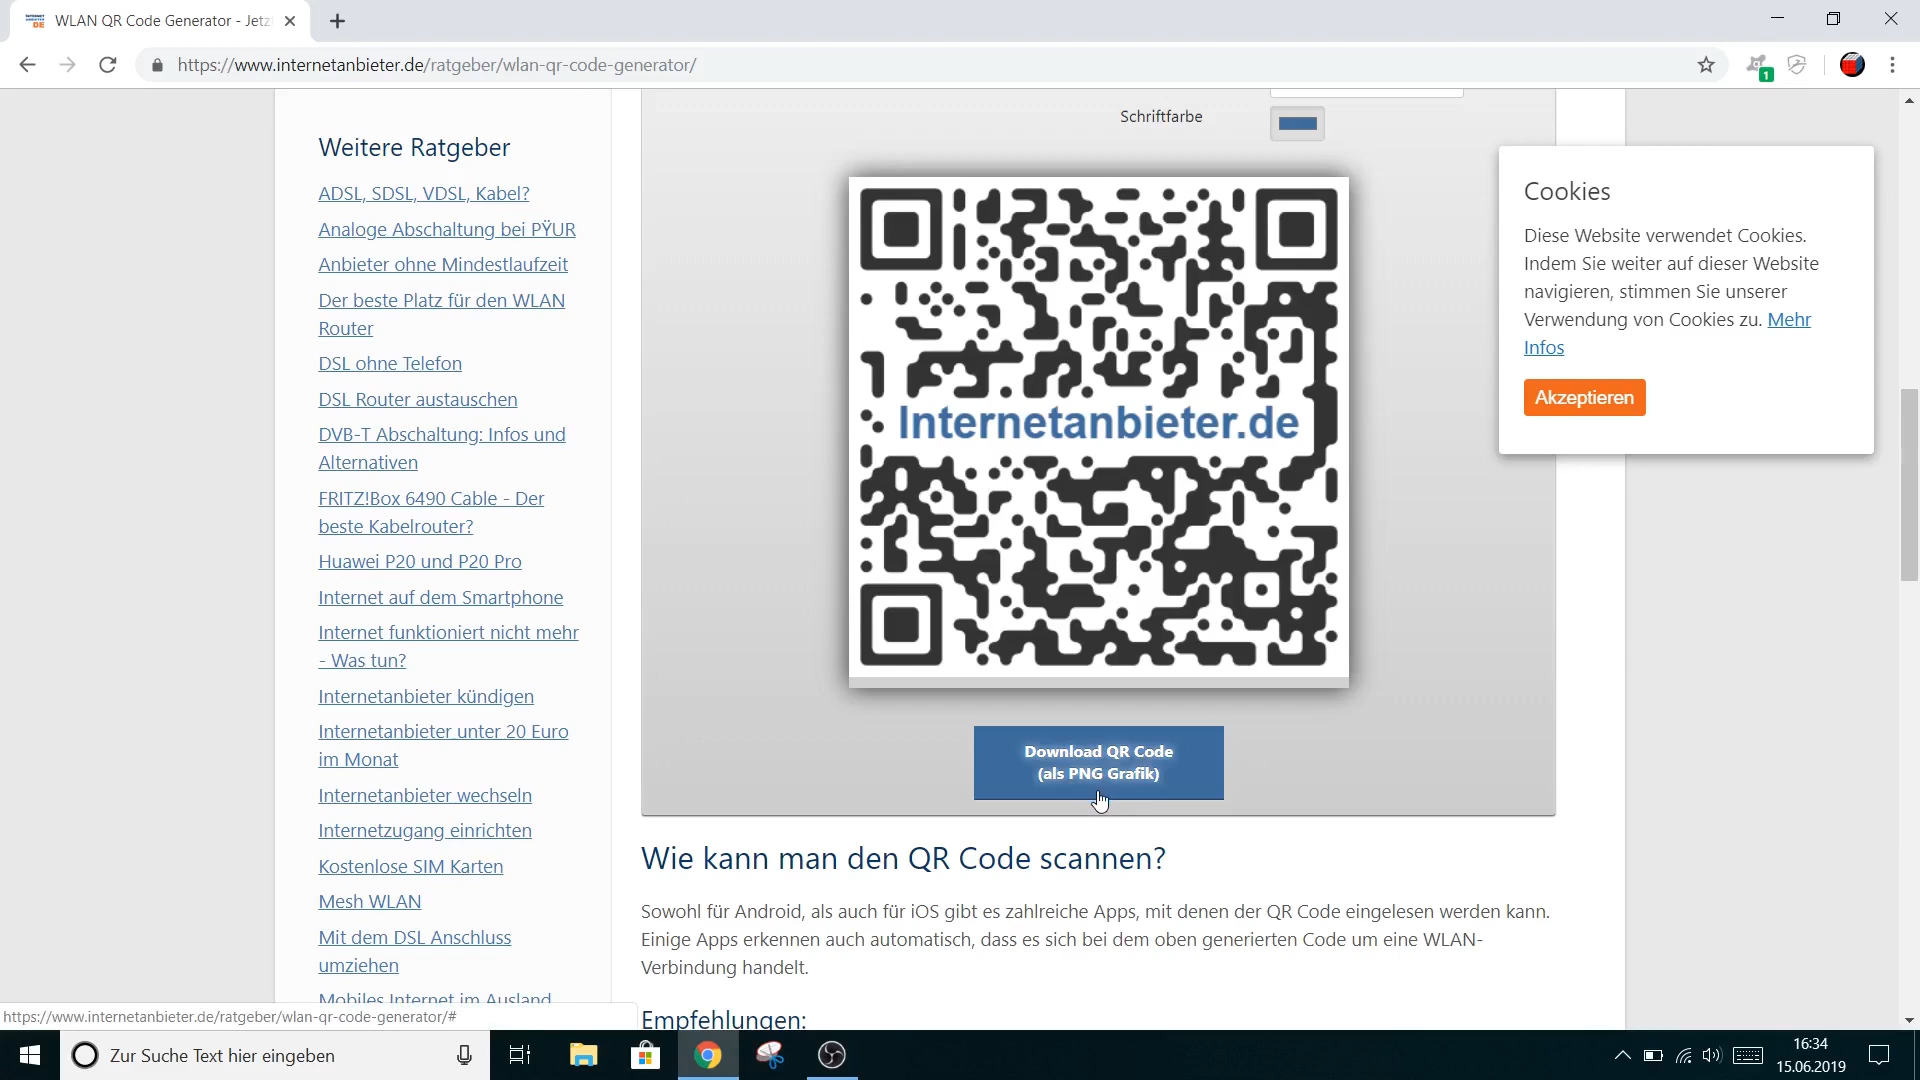 WLAN QR Code Generator - Jetz
https://www.internetanbieter.de/ratgeber/wlan-qr-code-generator/
1
Weitere Ratgeber
ADSL, SDSL, VDSL, Kabel?
Analoge Abschaltung bei PŸUR
Anbieter ohne Mindestlaufzeit
Der beste Platz für den WLAN
Router
DSL ohne Telefon
DSL Router austauschen
DVB-T Abschaltung: Infos und
Alternativen
FRITZ!Box 6490 Cable - Der
beste Kabelrouter?
Huawei P20 und P20 Pro
Internet auf dem Smartphone
Internet funktioniert nicht mehr
- Was tun?
Internetanbieter kündigen
Internetanbieter unter 20 Euro
im Monat
Internetanbieter wechseln
Internetzugang einrichten
Kostenlose SIM Karten
Mesh WLAN
Mit dem DSL Anschluss
umziehen
Mobiles Internet im Ausland
Schriftfarbe
Internetanbieter.de
Download QR Code
(als PNG Grafik)
Wie kann man den QR Code scannen?
Sowohl für Android, als auch für iOS gibt es zahlreiche Apps, mit denen der QR Code eingelesen werden kann.
Einige Apps erkennen auch automatisch, dass es sich bei dem oben generierten Code um eine WLAN-
Verbindung handelt.
Empfehlungen:
Cookies
Diese Website verwendet Cookies.
Indem Sie weiter auf dieser Website
navigieren, stimmen Sie unserer
Verwendung von Cookies zu. Mehr
Infos
Akzeptieren
https://www.internetanbieter.de/ratgeber/wlan-qr-code-generator/#
Zur Suche Text hier eingeben
16:34
15.06.2019